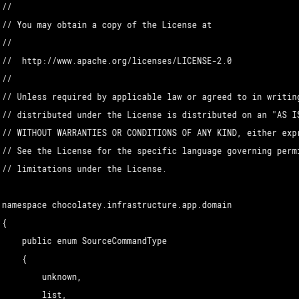 //
// You may obtain a copy of the License at
//
//  http://www.apache.org/licenses/LICENSE-2.0
//
// Unless required by applicable law or agreed to in writing
// distributed under the License is distributed on an "AS IS
// WITHOUT WARRANTIES OR CONDITIONS OF ANY KIND, either
// See the License for the specific language governing
// limitations under the License.
namespace chocolatey.infrastructure.app.domain
{
    public enum SourceCommandType
    {
        unknown,
        list,